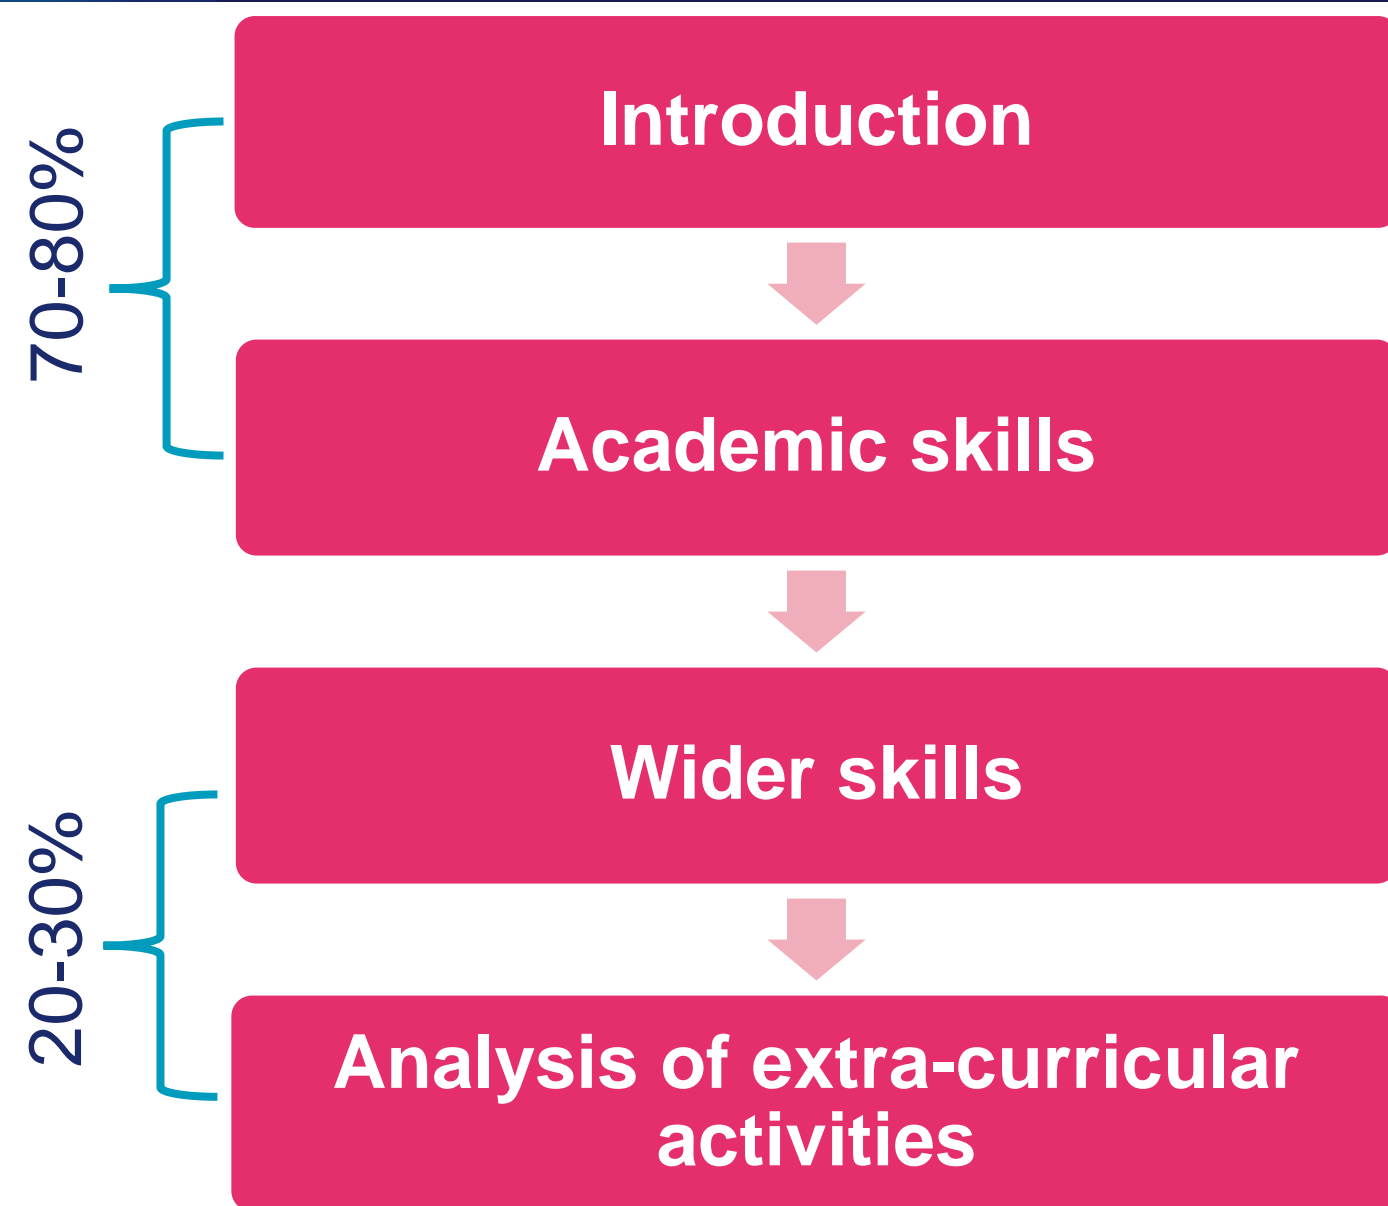 70-80%
Introduction
Academic skills
20-30%
Wider skills
Analysis of extra-curricular
activities